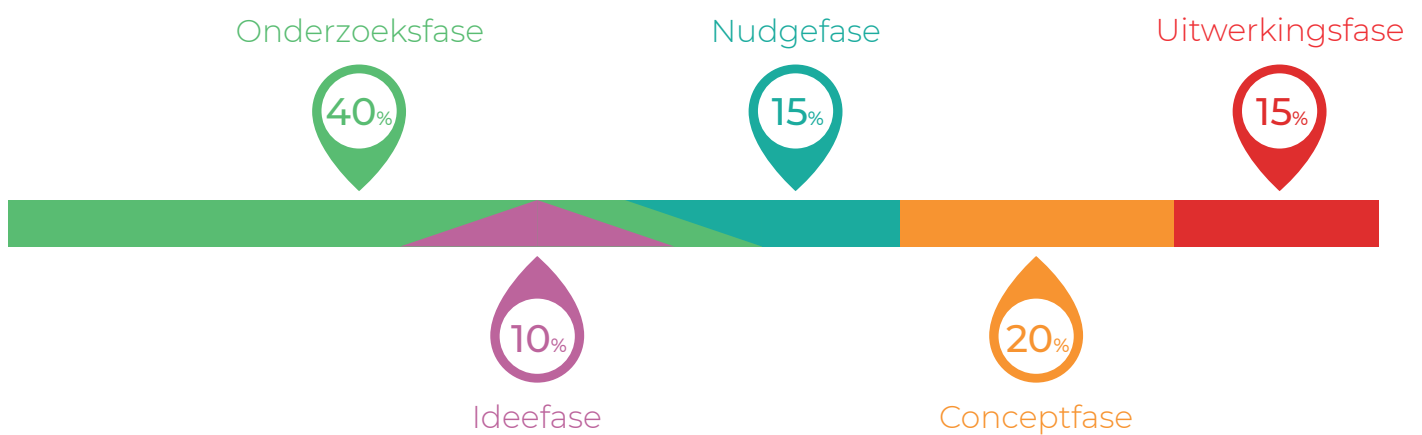 Onderzoeksfase
40%
Nudgefase
15%
Uitwerkingsfase
15%
10%
Ideefase
20%
Conceptfase